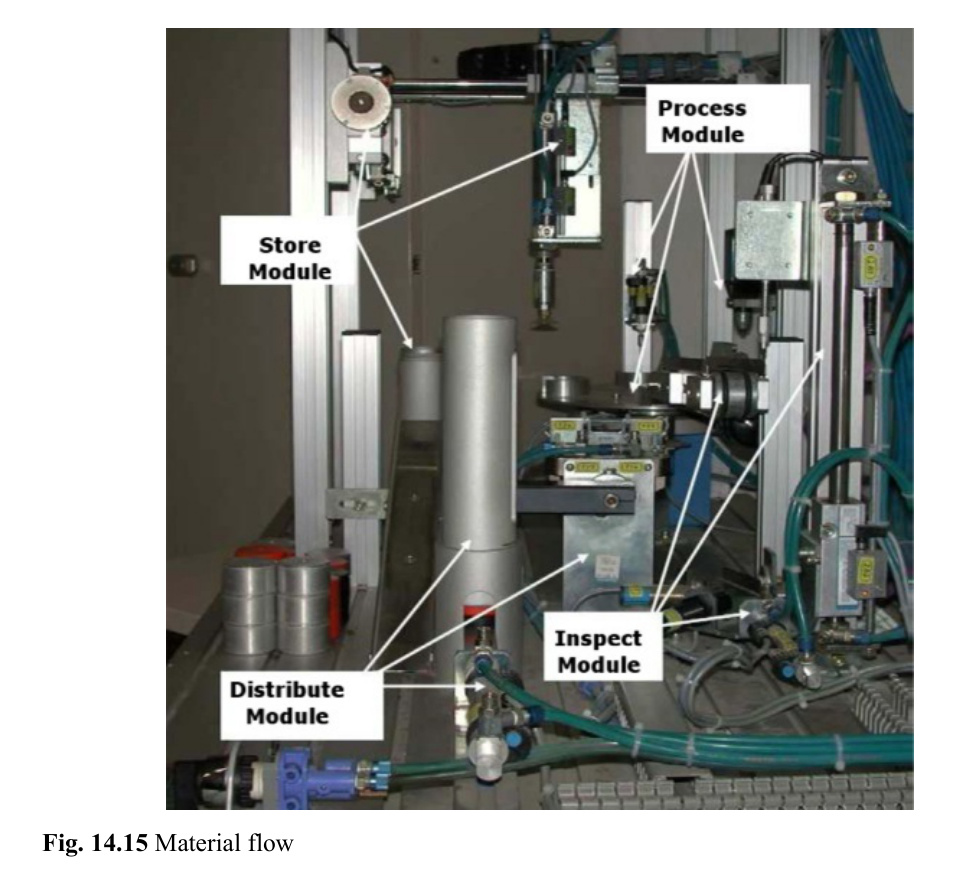 Process
Module
Store
Module
Inspect
Module
Distribute
Module
Fig. 14.15 Material flow